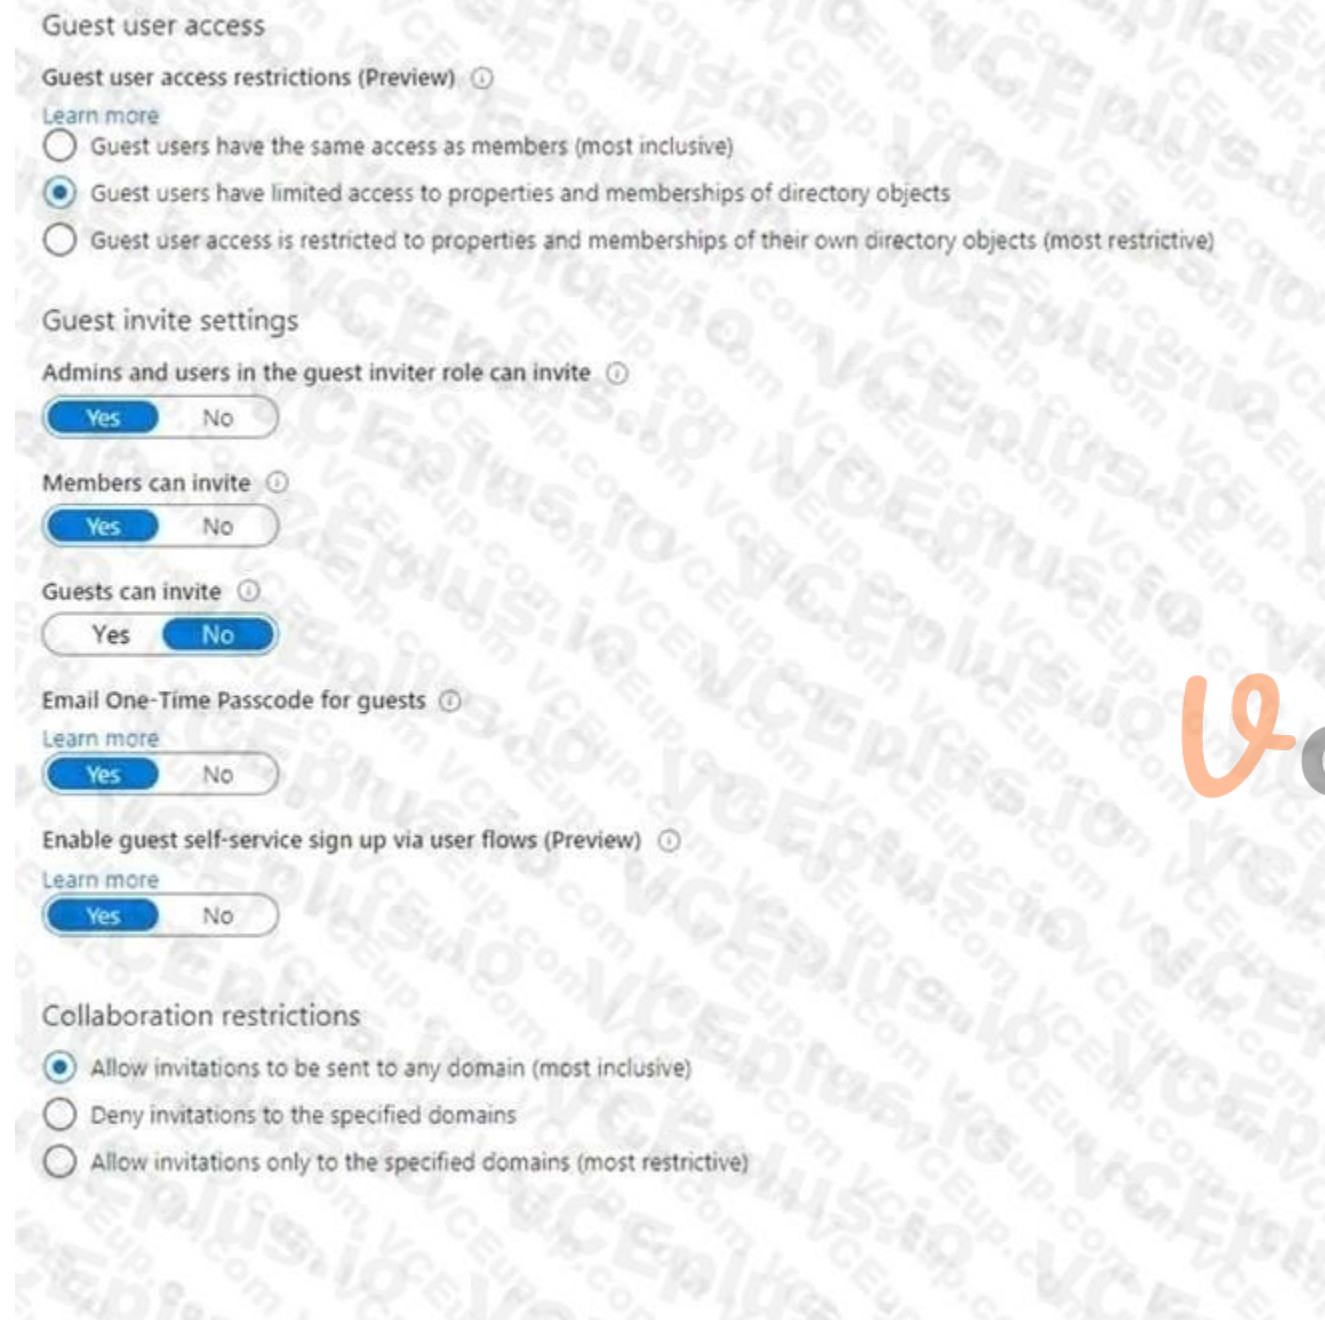 Guest user access
Guest user access restrictions (Preview)
Learn more
Guest users have the same access as members (most inclusive)
Guest users have limited access to properties and memberships of directory objects
Guest user access is restricted to properties and memberships of their own directory objects (most restrictive)
Guest invite settings
Admins and users in the guest inviter role can invite
Yes No
Members can invite
Yes No
Guests can invite
Yes No
Email One-Time Passcode for guests
Learn more
Yes No
Enable guest self-service sign up via user flows (Preview)
Learn more
Yes No
Collaboration restrictions
Allow invitations to be sent to any domain (most inclusive)
Deny invitations to the specified domains
Allow invitations only to the specified domains (most restrictive)